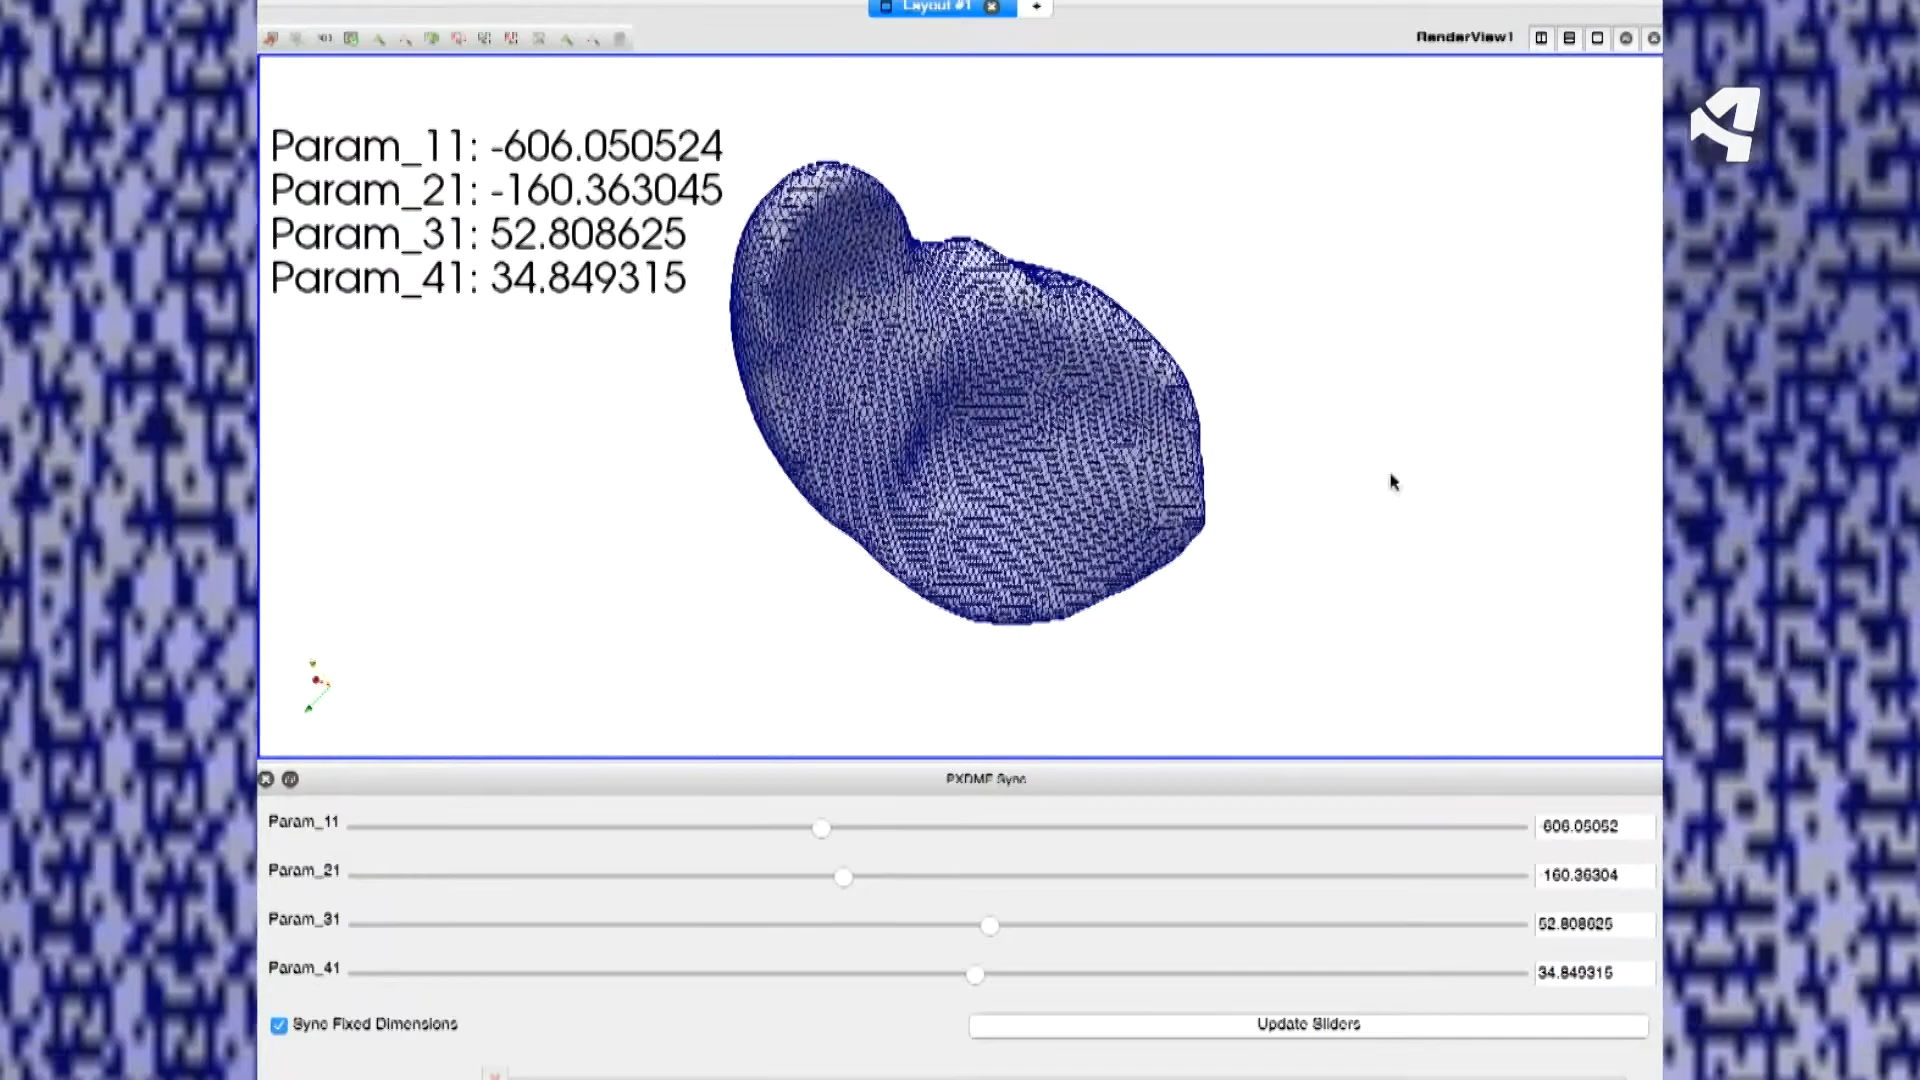 Layout #1
RenderView1
Param_11: -606.050524
Param_21: -160.363045
Param_31: 52.808625
Param_41: 34.849315
PXDMF Sync
Param_11
606.05052
Param_21
160.36304
Param_31
52.808625
Param_41
34.849315
Sync Fixed Dimensions
Update Sliders